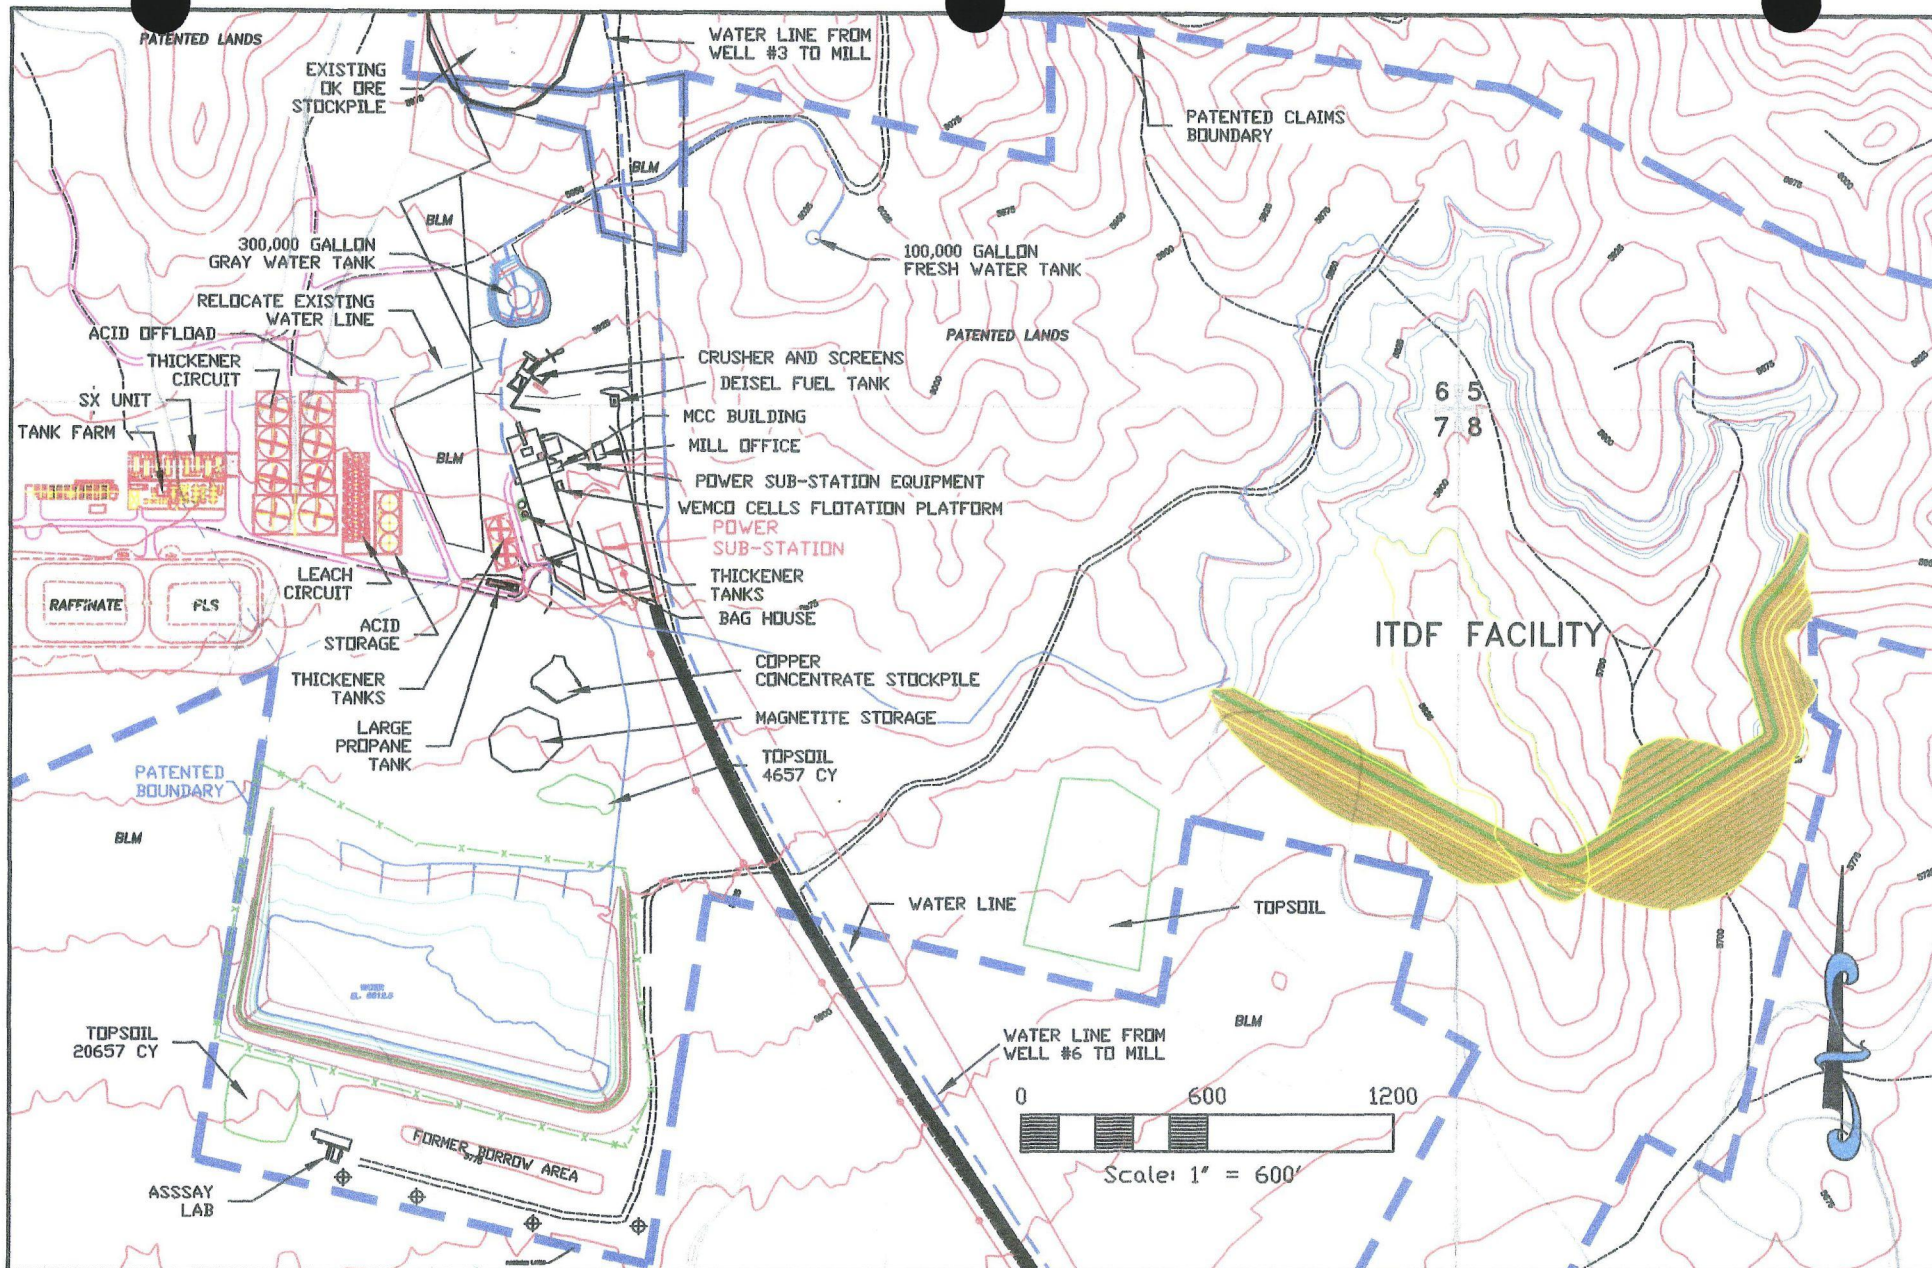 PATENTED LANDS
WATER LINE FROM
WELL #3 TO MILL
EXISTING
OK ORE
STOCKPILE
PATENTED CLAIMS
BOUNDARY
BLM
BLM
300,000 GALLON
GRAY WATER TANK
100,000 GALLON
FRESH WATER TANK
RELOCATE EXISTING
WATER LINE
ACID OFFLOAD
PATENTED LANDS
THICKENER
CIRCUIT
CRUSHER AND SCREENS
DEISEL FUEL TANK
SX UNIT
6 5
7 8
MCC BUILDING
TANK FARM
MILL OFFICE
BLM
POWER SUB-STATION EQUIPMENT
WEMCO CELLS FLOTATION PLATFORM
POWER
SUB-STATION
LEACH
CIRCUIT
THICKENER
TANKS
RAFFINATE
PLS
BAG HOUSE
ACID
STORAGE
ITDF FACILITY
COPPER
CONCENTRATE STOCKPILE
THICKENER
TANKS
MAGNETITE STORAGE
LARGE
PROPANE
TANK
TOPSOIL
4657 CY
PATENTED
BOUNDARY
BLM
WATER LINE
TOPSOIL
WATER
BLM
TOPSOIL
20657 CY
WATER LINE FROM
WELL #6 TO MILL
0 600 1200
Scale: 1" = 600'
FORMER BORROW AREA
ASSSAY
LAB